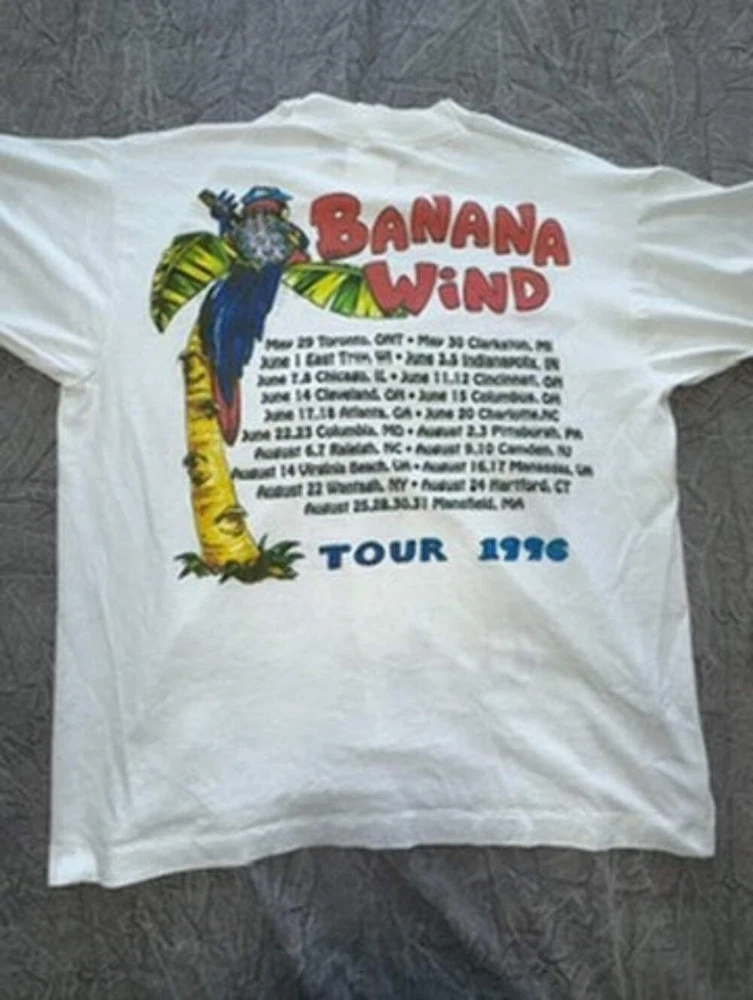 BANANA
WiND
May 29 Toronto, ONT • May 30 Clarkston, MI
June 1 East Troy, WI • June 3,5 Indianapolis, IN
June 7,8 Chicago, IL • June 11,12 Cincinnati, OH
June 14 Cleveland, OH • June 15 Columbus, OH
June 17,18 Atlanta, GA • June 20 Charlotte,NC
June 22,23 Columbia, MD • August 2,3 Pittsburgh, PA
August 6,7 Raleigh, NC • August 9,10 Camden, NJ
August 14 Virginia Beach, VA • August 16,17 Manassas, VA
August 22 Wantagh, NY • August 24 Hartford, CT
August 25,28,30,31 Mansfield, MA
TOUR 1996